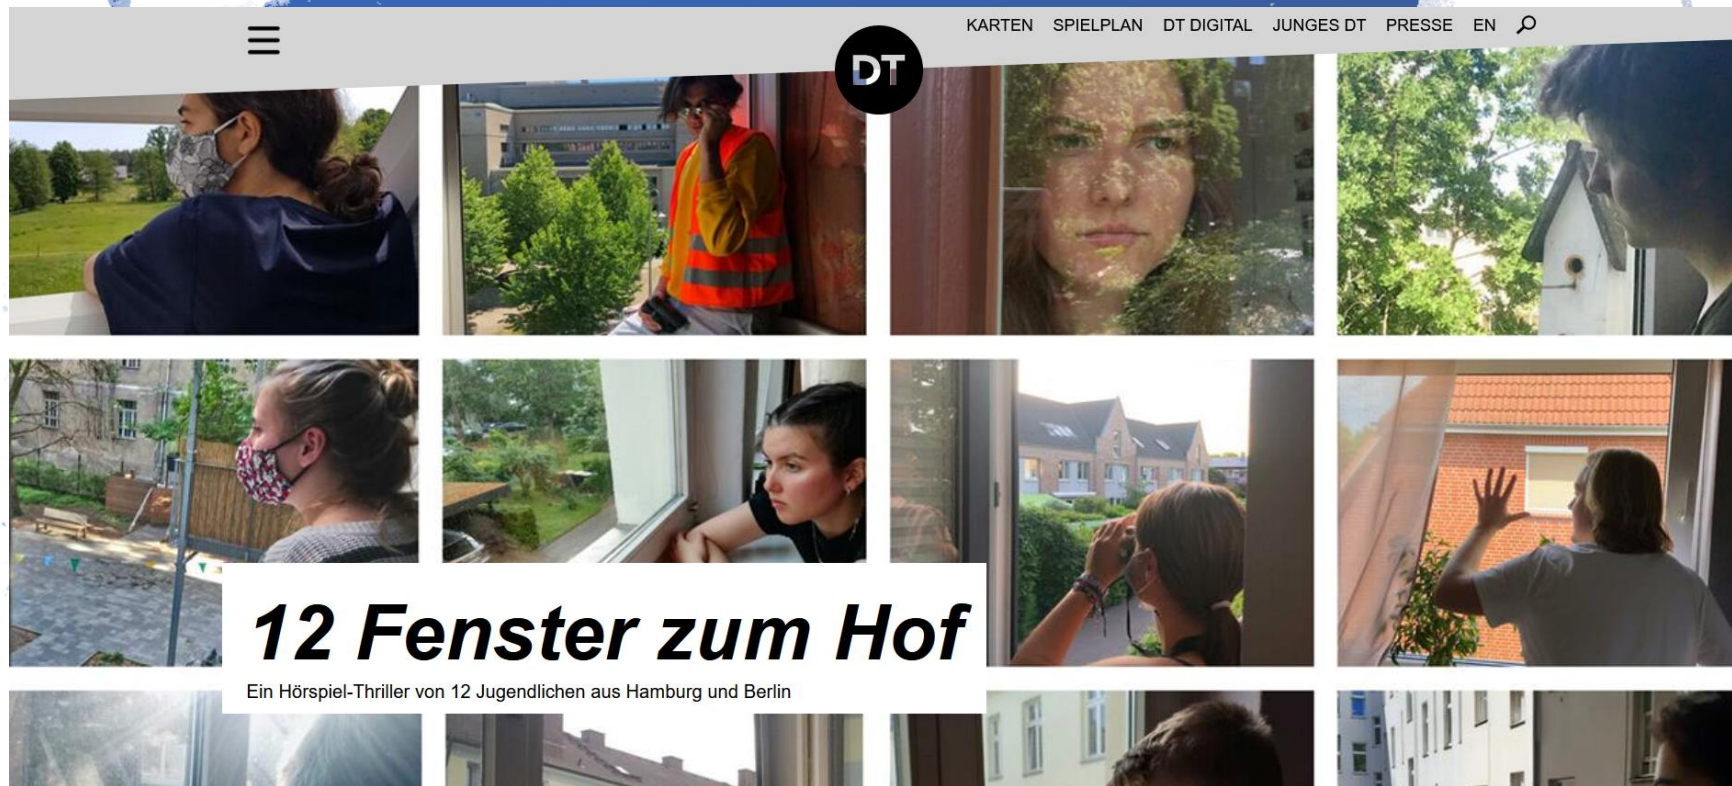 KARTEN SPIELPLAN DT DIGITAL JUNGES DT PRESSE EN
DT
12 Fenster zum Hof
Ein Hörspiel-Thriller von 12 Jugendlichen aus Hamburg und Berlin